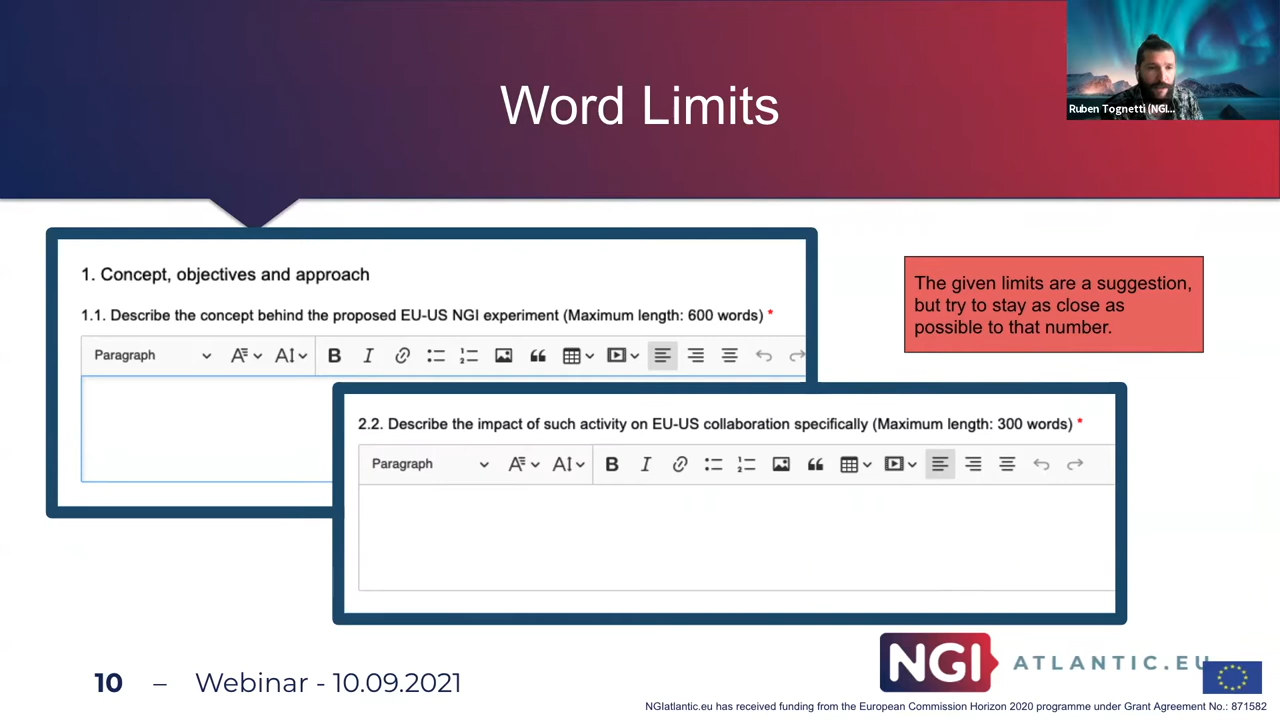 Word Limits
Ruben Tognetti (NGI...
1. Concept, objectives and approach
1.1. Describe the concept behind the proposed EU-US NGI experiment (Maximum length: 600 words) *
Paragraph
The given limits are a suggestion,
but try to stay as close as
possible to that number.
2.2. Describe the impact of such activity on EU-US collaboration specifically (Maximum length: 300 words) *
Paragraph
10 – Webinar - 10.09.2021
NGI ATLANTIC.EU
NGIatlantic.eu has received funding from the European Commission Horizon 2020 programme under Grant Agreement No.: 871582